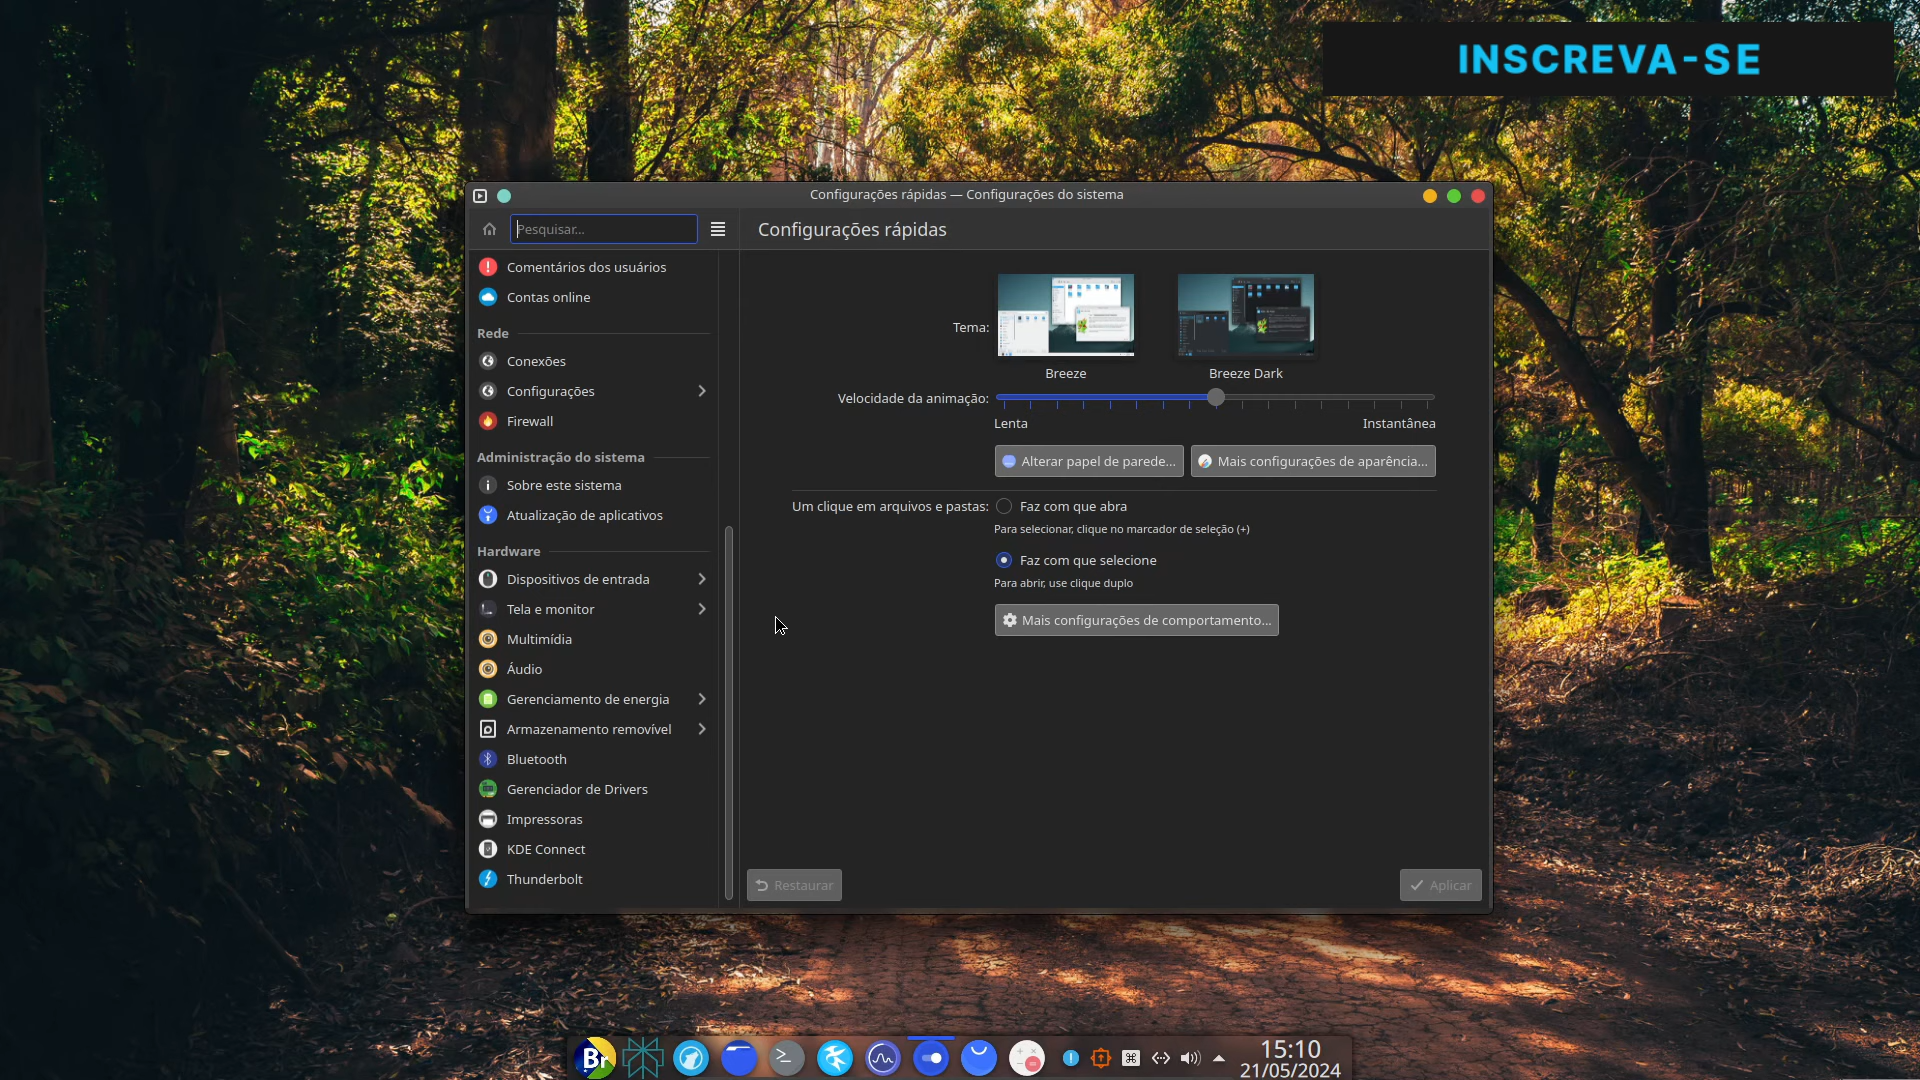 INSCREVA-SE
Configurações rápidas — Configurações do sistema
Pesquisar...
Configurações rápidas
Comentários dos usuários
Contas online
Rede
Conexões
Configurações
Firewall
Administração do sistema
Sobre este sistema
Atualização de aplicativos
Hardware
Dispositivos de entrada
Tela e monitor
Multimídia
Áudio
Gerenciamento de energia
Armazenamento removível
Bluetooth
Gerenciador de Drivers
Impressoras
KDE Connect
Thunderbolt
Tema:
Breeze
Breeze Dark
Velocidade da animação:
Lenta
Instantânea
Alterar papel de parede...
Mais configurações de aparência...
Um clique em arquivos e pastas:
Faz com que abra
Para selecionar, clique no marcador de seleção (+)
Faz com que selecione
Para abrir, use clique duplo
Mais configurações de comportamento...
Restaurar
Aplicar
Br
15:10
21/05/2024